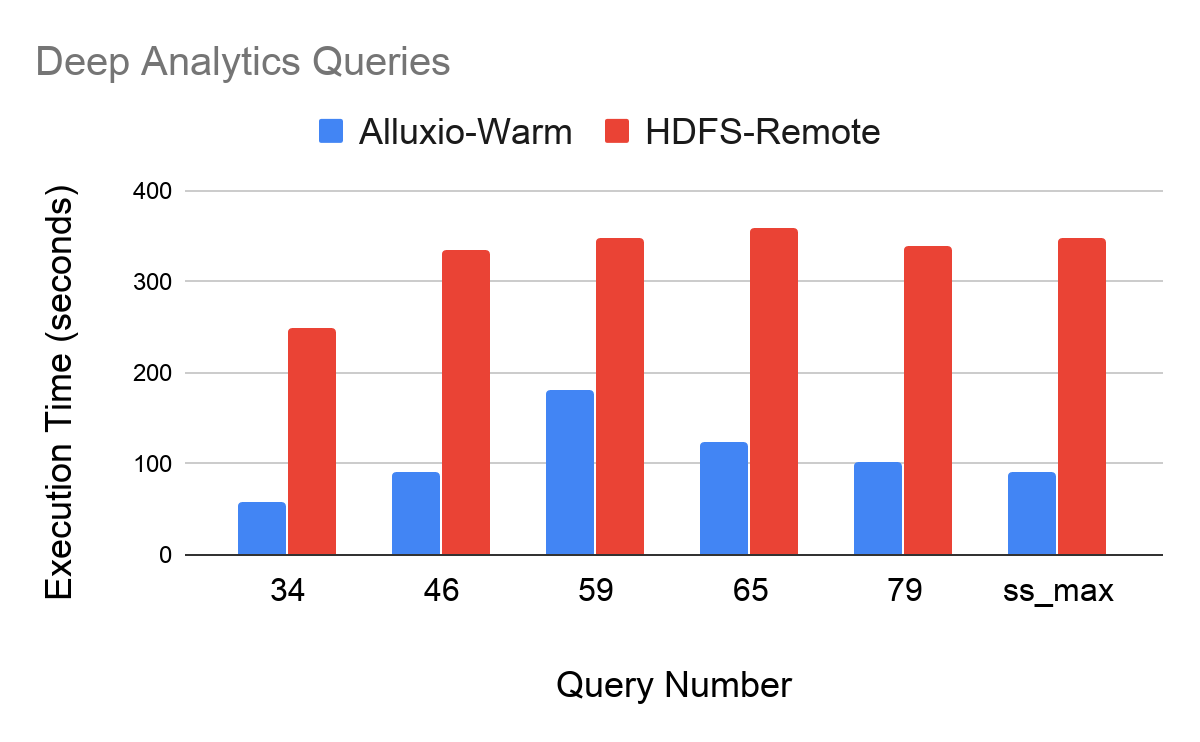 Deep Analytics Queries
Alluxio-Warm HDFS-Remote
Execution Time (seconds)
400
300
200
100
0
34 46 59 65 79 ss_max
Query Number